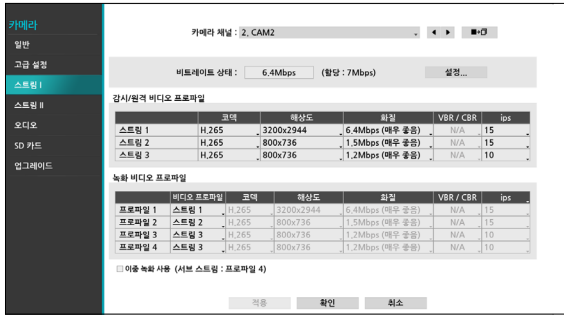 카메라
일반
고급 설정
스트림 I
스트림 II
오디오
SD 카드
업그레이드
카메라 채널 : 2, CAM2
비트레이트 상태 : 6.4Mbps (할당 : 7Mbps) 설정...
감시/원격 비디오 프로파일
코덱 해상도 화질 VBR / CBR ips
스트림 1 H.265 3200x2944 6,4Mbps (매우 좋음) N/A 15
스트림 2 H.265 800x736 1,5Mbps (매우 좋음) N/A 15
스트림 3 H.265 800x736 1,2Mbps (매우 좋음) N/A 10
녹화 비디오 프로파일
비디오 프로파일 코덱 해상도 화질 VBR / CBR ips
프로파일 1 스트림 1 H.265 3200x2944 6,4Mbps (매우 좋음) N/A 15
프로파일 2 스트림 2 H.265 800x736 1,5Mbps (매우 좋음) N/A 15
프로파일 3 스트림 3 H.265 800x736 1,2Mbps (매우 좋음) N/A 10
프로파일 4 스트림 3 H.265 800x736 1,2Mbps (매우 좋음) N/A 10
이중 녹화 사용 (서브 스트림 : 프로파일 4)
적용 확인 취소